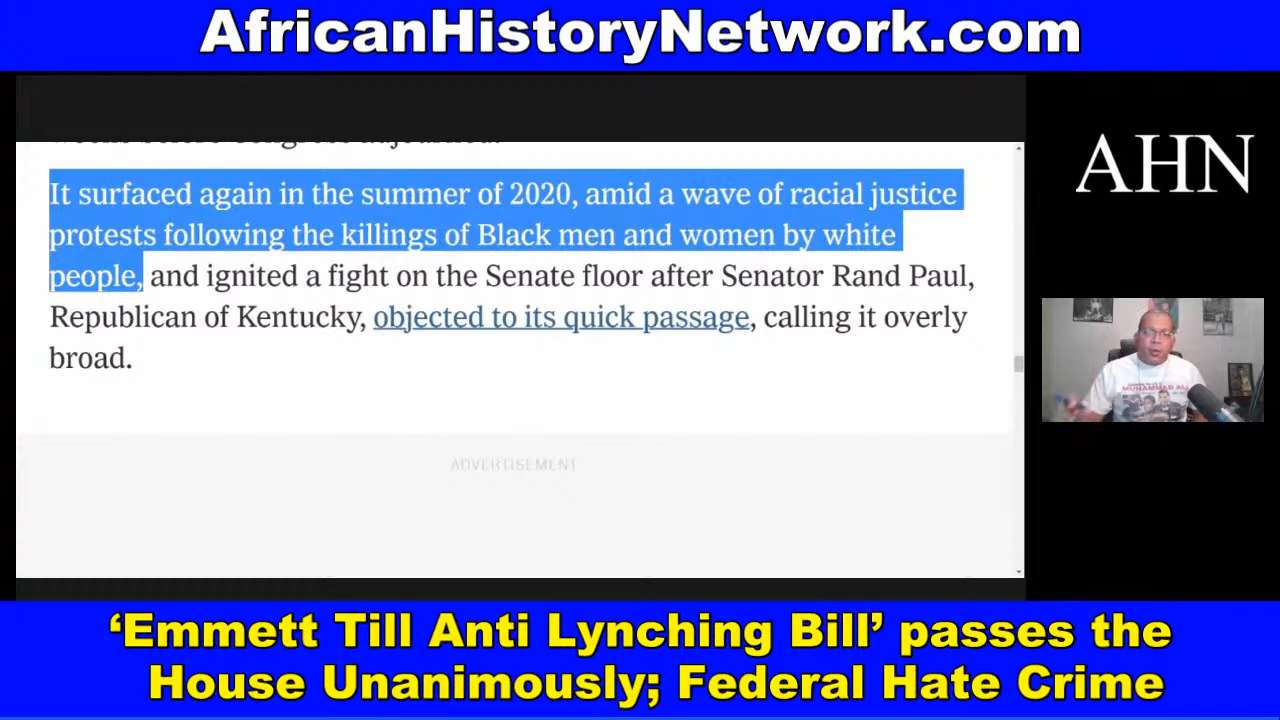 AfricanHistoryNetwork.com
It surfaced again in the summer of 2020, amid a wave of racial justice
protests following the killings of Black men and women by white
people, and ignited a fight on the Senate floor after Senator Rand Paul,
Republican of Kentucky, objected to its quick passage, calling it overly
broad.
ADVERTISEMENT
AHN
MUHAMMAD ALI
‘Emmett Till Anti Lynching Bill’ passes the
House Unanimously; Federal Hate Crime